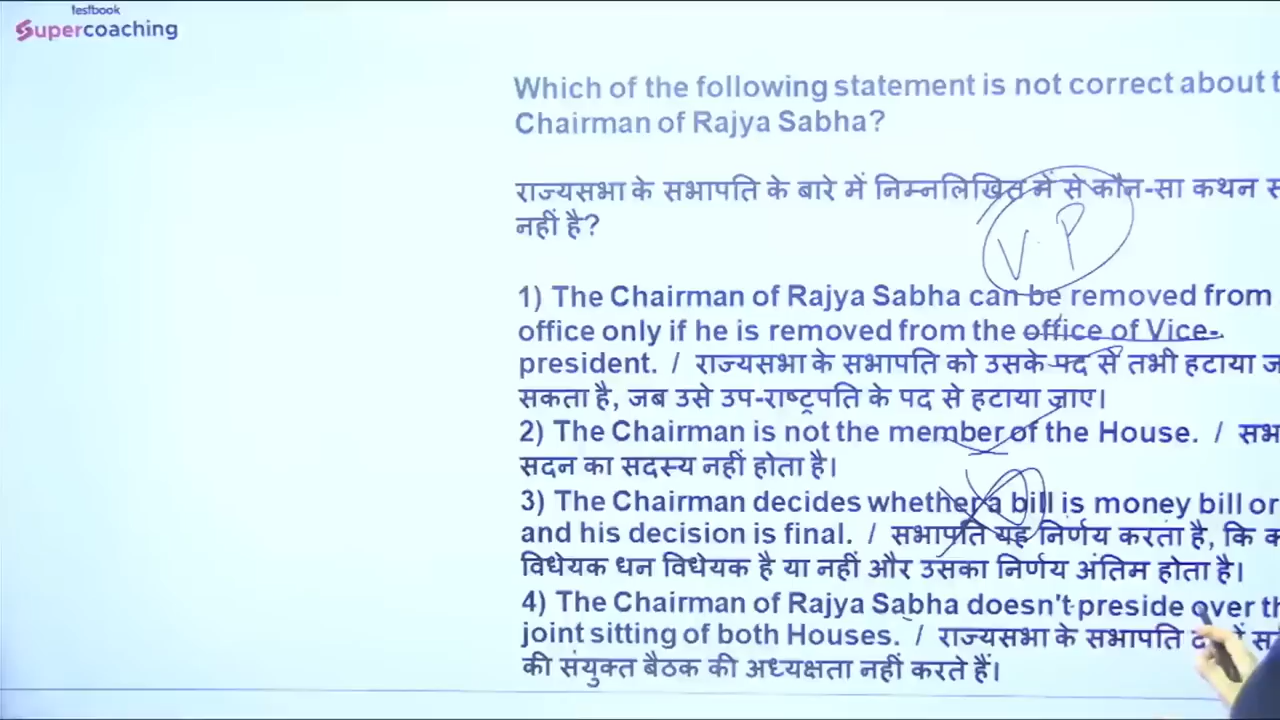 testbook
Supercoaching
Which of the following statement is not correct about t
Chairman of Rajya Sabha?
राज्यसभा के सभापति के बारे में निम्नलिखित में से कौन-सा कथन स
नहीं है?
V.P
1) The Chairman of Rajya Sabha can be removed from
office only if he is removed from the office of Vice-
president. / राज्यसभा के सभापति को उसके पद से तभी हटाया ज
सकता है, जब उसे उप-राष्ट्रपति के पद से हटाया जाए।
2) The Chairman is not the member of the House. / सभ
सदन का सदस्य नहीं होता है।
3) The Chairman decides whether a bill is money bill or
and his decision is final. / सभापति यह निर्णय करता है, कि क
विधेयक धन विधेयक है या नहीं और उसका निर्णय अंतिम होता है।
4) The Chairman of Rajya Sabha doesn't preside over th
joint sitting of both Houses. / राज्यसभा के सभापति
की संयुक्त बैठक की अध्यक्षता नहीं करते हैं।